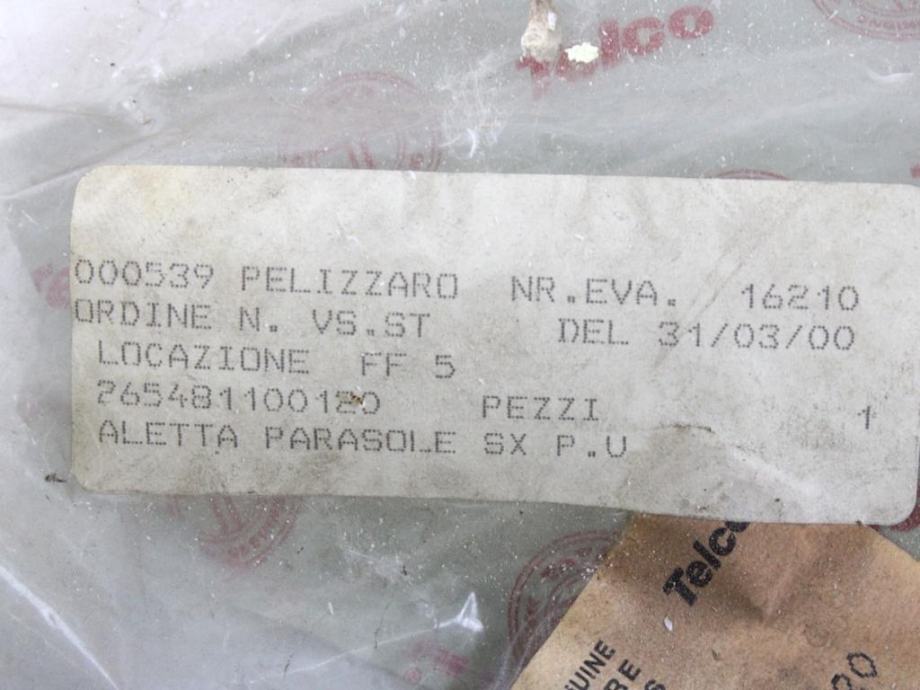 Telco
000539 PELIZZARO NR.EVA. 16210
ORDINE N. VS.ST DEL 31/03/00
LOCAZIONE FF 5
265481100120 PEZZI 1
ALETTA PARASOLE SX P.U
Telco